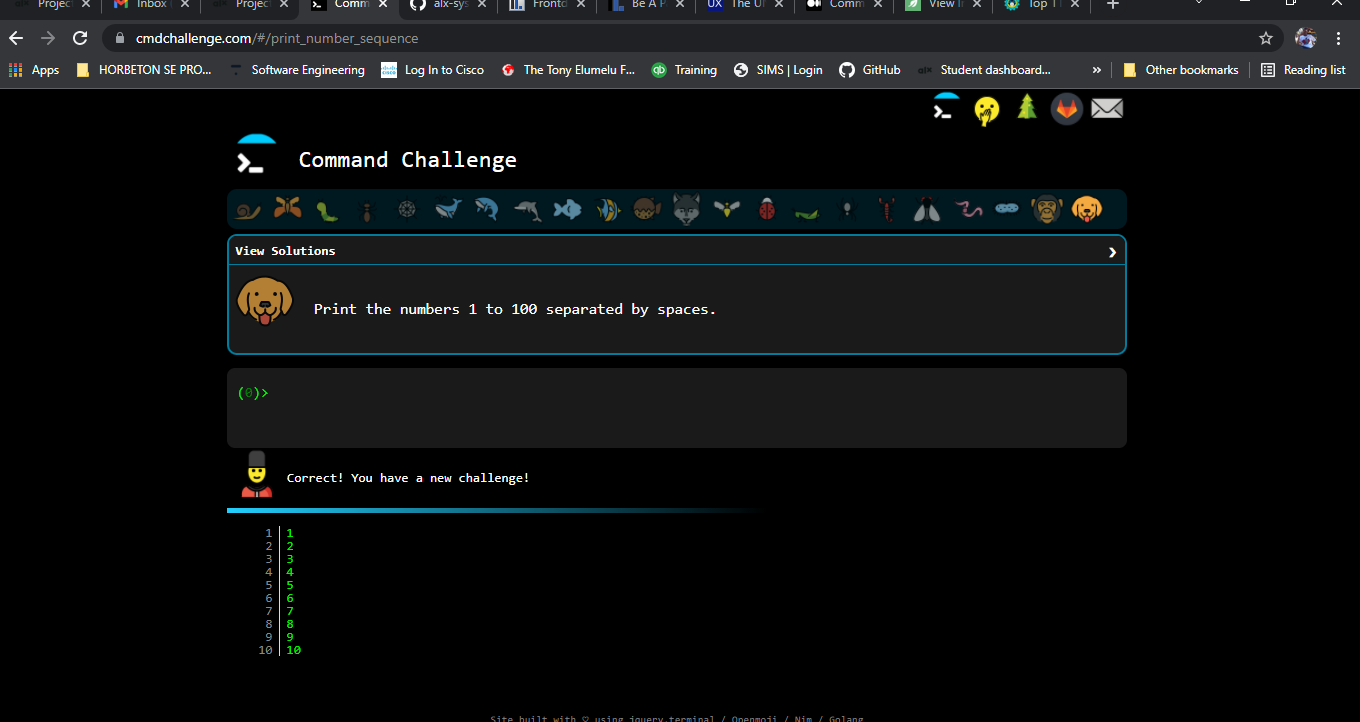 Project
Inbox
Project
Comm
alx-sys
Fronto
Be A P
UX The UI
Comm
View I
Top 1
cmdchallenge.com/#/print_number_sequence
Apps HORBETON SE PRO... Software Engineering Log In to Cisco The Tony Elumelu F... Training SIMS | Login GitHub Student dashboard... » Other bookmarks Reading list
Command Challenge
View Solutions ❯
Print the numbers 1 to 100 separated by spaces.
(0)>
Correct! You have a new challenge!
1 1
2 2
3 3
4 4
5 5
6 6
7 7
8 8
9 9
10 10
Site built with ♡ using jquery.terminal / Openmoji / Nim / Golang